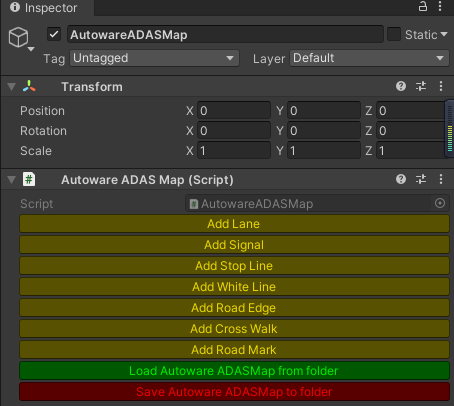 Inspector
AutowareADASMap Static
Tag Untagged Layer Default
Transform
Position X 0 Y 0 Z 0
Rotation X 0 Y 0 Z 0
Scale X 1 Y 1 Z 1
# Autoware ADAS Map (Script)
Script # AutowareADASMap
Add Lane
Add Signal
Add Stop Line
Add White Line
Add Road Edge
Add Cross Walk
Add Road Mark
Load Autoware ADASMap from folder
Save Autoware ADASMap to folder